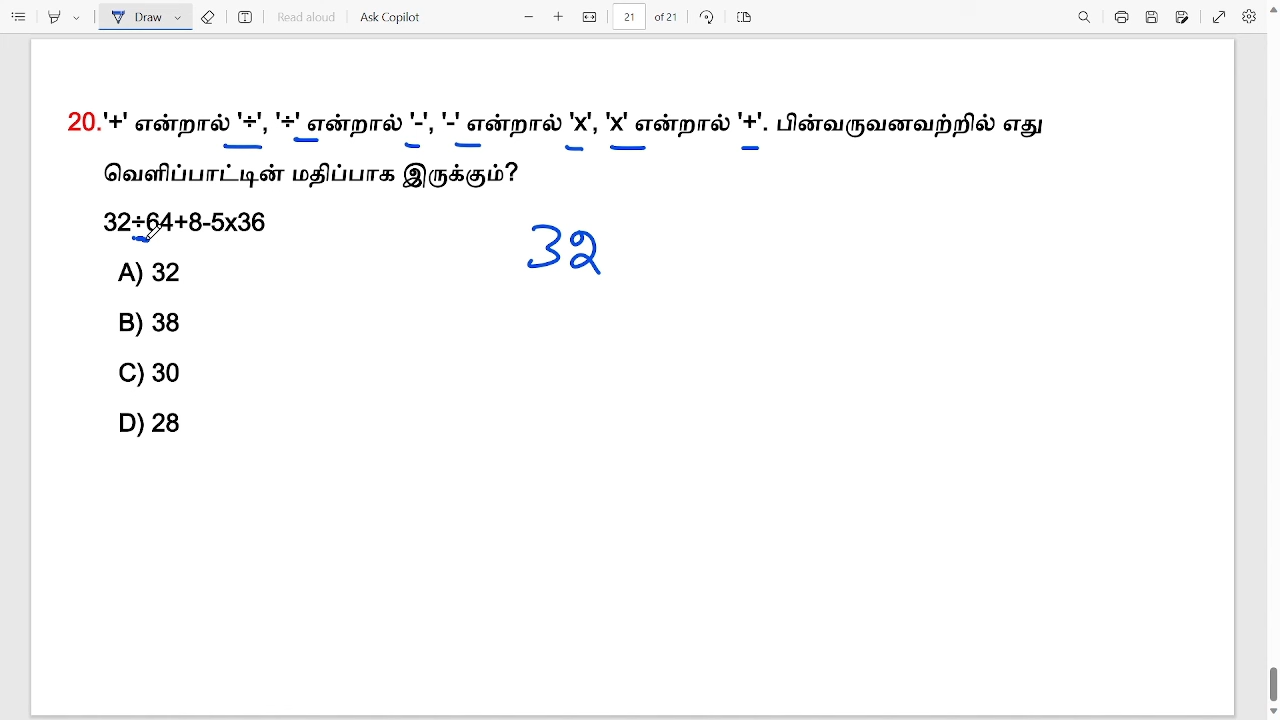 Draw Read aloud Ask Copilot 21 of 21
20.'+' என்றால் '÷', '÷' என்றால் '-', '-' என்றால் 'x', 'x' என்றால் '+'. பின்வருவனவற்றில் எது
வெளிப்பாட்டின் மதிப்பாக இருக்கும்?
32÷64+8-5x36
32
A) 32
B) 38
C) 30
D) 28